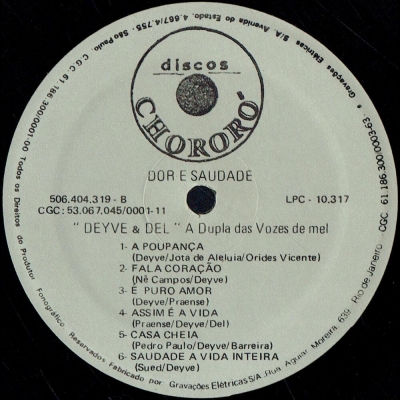 discos
CHORORÓ
DOR E SAUDADE
506.404.319 - B
LPC - 10.317
CGC: 53.067.045/0001-11
" DEYVE & DEL " A Dupla das Vozes de mel
1- A POUPANÇA
(Deyve/Jota de Aleluia/Orides Vicente)
2- FALA CORAÇÃO
(Nê Campos/Deyve)
3- É PURO AMOR
(Deyve/Praense)
4- ASSIM É A VIDA
(Praense/Deyve/Del)
5- CASA CHEIA
(Pedro Paulo/Deyve/Barreira)
6- SAUDADE A VIDA INTEIRA
(Sued/Deyve)
Todos os Direitos do Produtor Fonográfico Reservados Fabricado por Gravações Elétricas S/A. Rua Aguiar Moreira 639 - Rio de Janeiro CGC 61.186.300/0003-63 • Gravações Elétricas S/A. Avenida do Estado, 4.667/4.755- São Paulo. CGC 61.186.300/0001-00